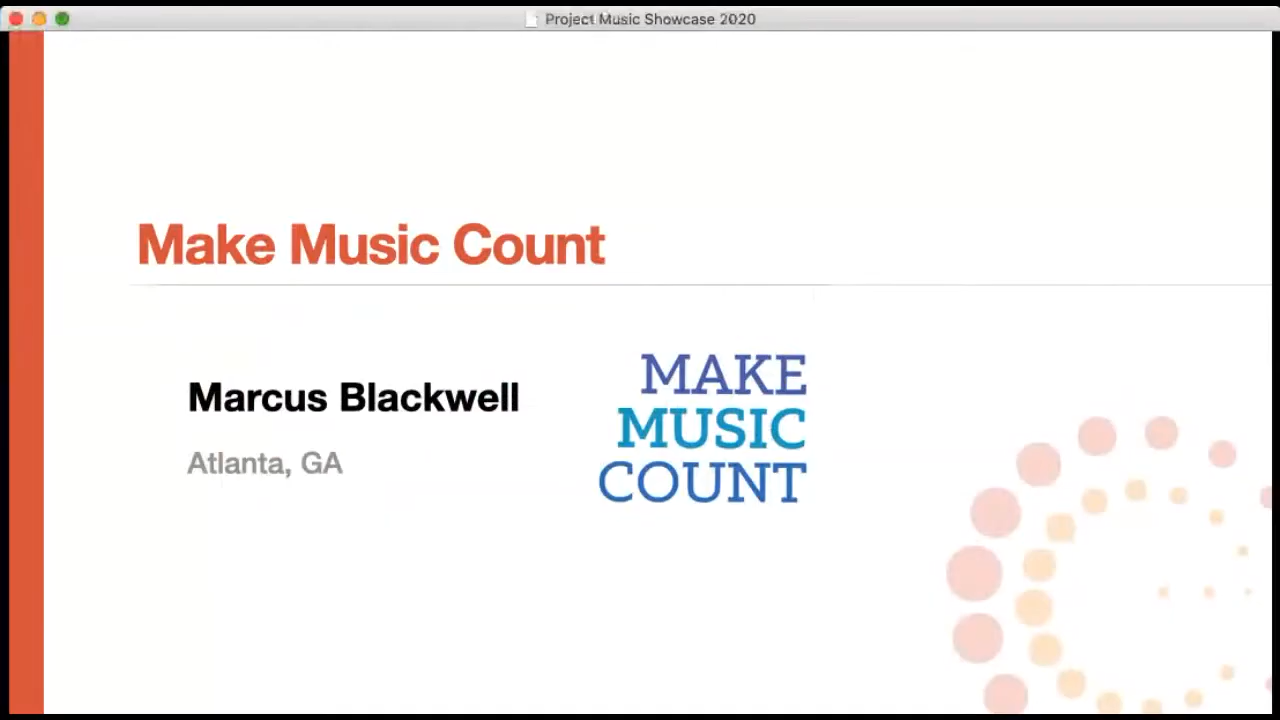 Project Music Showcase 2020
Make Music Count
Marcus Blackwell
Atlanta, GA
MAKE
MUSIC
COUNT